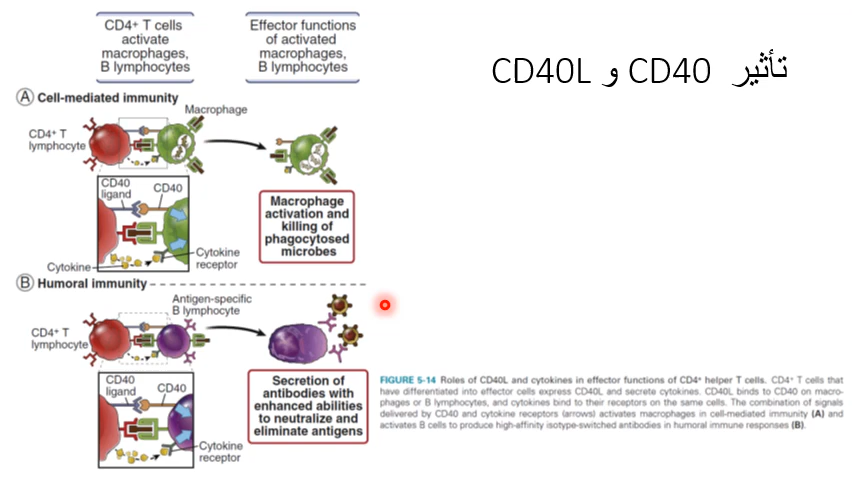 CD4+ T cells
activate
macrophages,
B lymphocytes
Effector functions
of activated
macrophages,
B lymphocytes
تأثير CD40 و CD40L
A Cell-mediated immunity
Macrophage
CD4+ T
lymphocyte
CD40
ligand
CD40
Macrophage
activation and
killing of
phagocytosed
microbes
Cytokine
Cytokine
receptor
B Humoral immunity
Antigen-specific
B lymphocyte
CD4+ T
lymphocyte
CD40
ligand
CD40
Secretion of
antibodies with
enhanced abilities
to neutralize and
eliminate antigens
Cytokine
receptor
FIGURE 5-14 Roles of CD40L and cytokines in effector functions of CD4+ helper T cells. CD4+ T cells that
have differentiated into effector cells express CD40L and secrete cytokines. CD40L binds to CD40 on macro-
phages or B lymphocytes, and cytokines bind to their receptors on the same cells. The combination of signals
delivered by CD40 and cytokine receptors (arrows) activates macrophages in cell-mediated immunity (A) and
activates B cells to produce high-affinity isotype-switched antibodies in humoral immune responses (B).